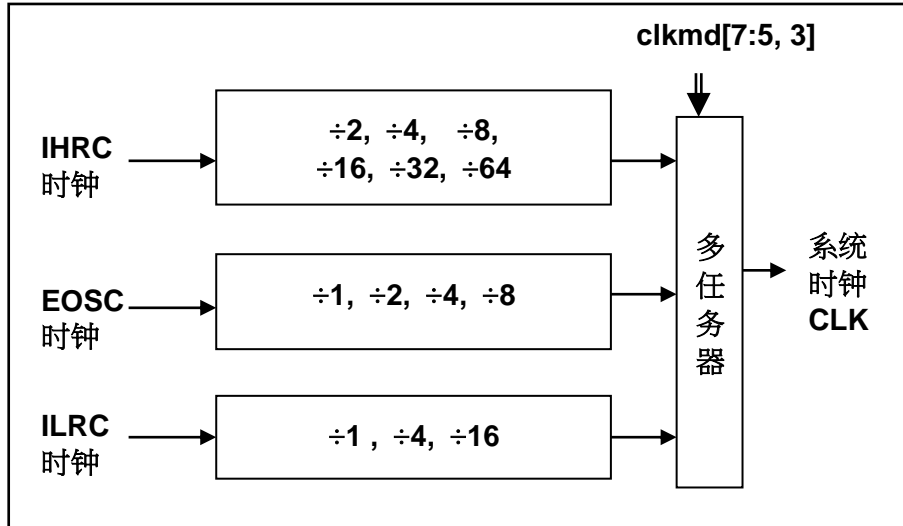 clkmd[7:5, 3]
IHRC
时钟
÷2, ÷4, ÷8,
÷16, ÷32, ÷64
EOSC
时钟
÷1, ÷2, ÷4, ÷8
ILRC
时钟
÷1 , ÷4, ÷16
多
任
务
器
系统
时钟
CLK